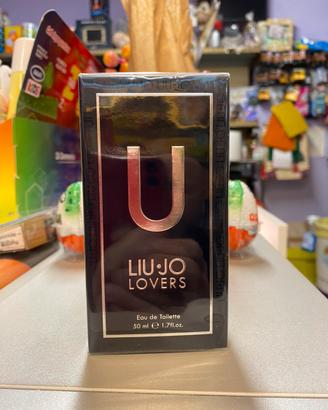 U
LIU·JO
LOVERS
Eau de Toilette
50 ml ℮ 1.7fl.oz.